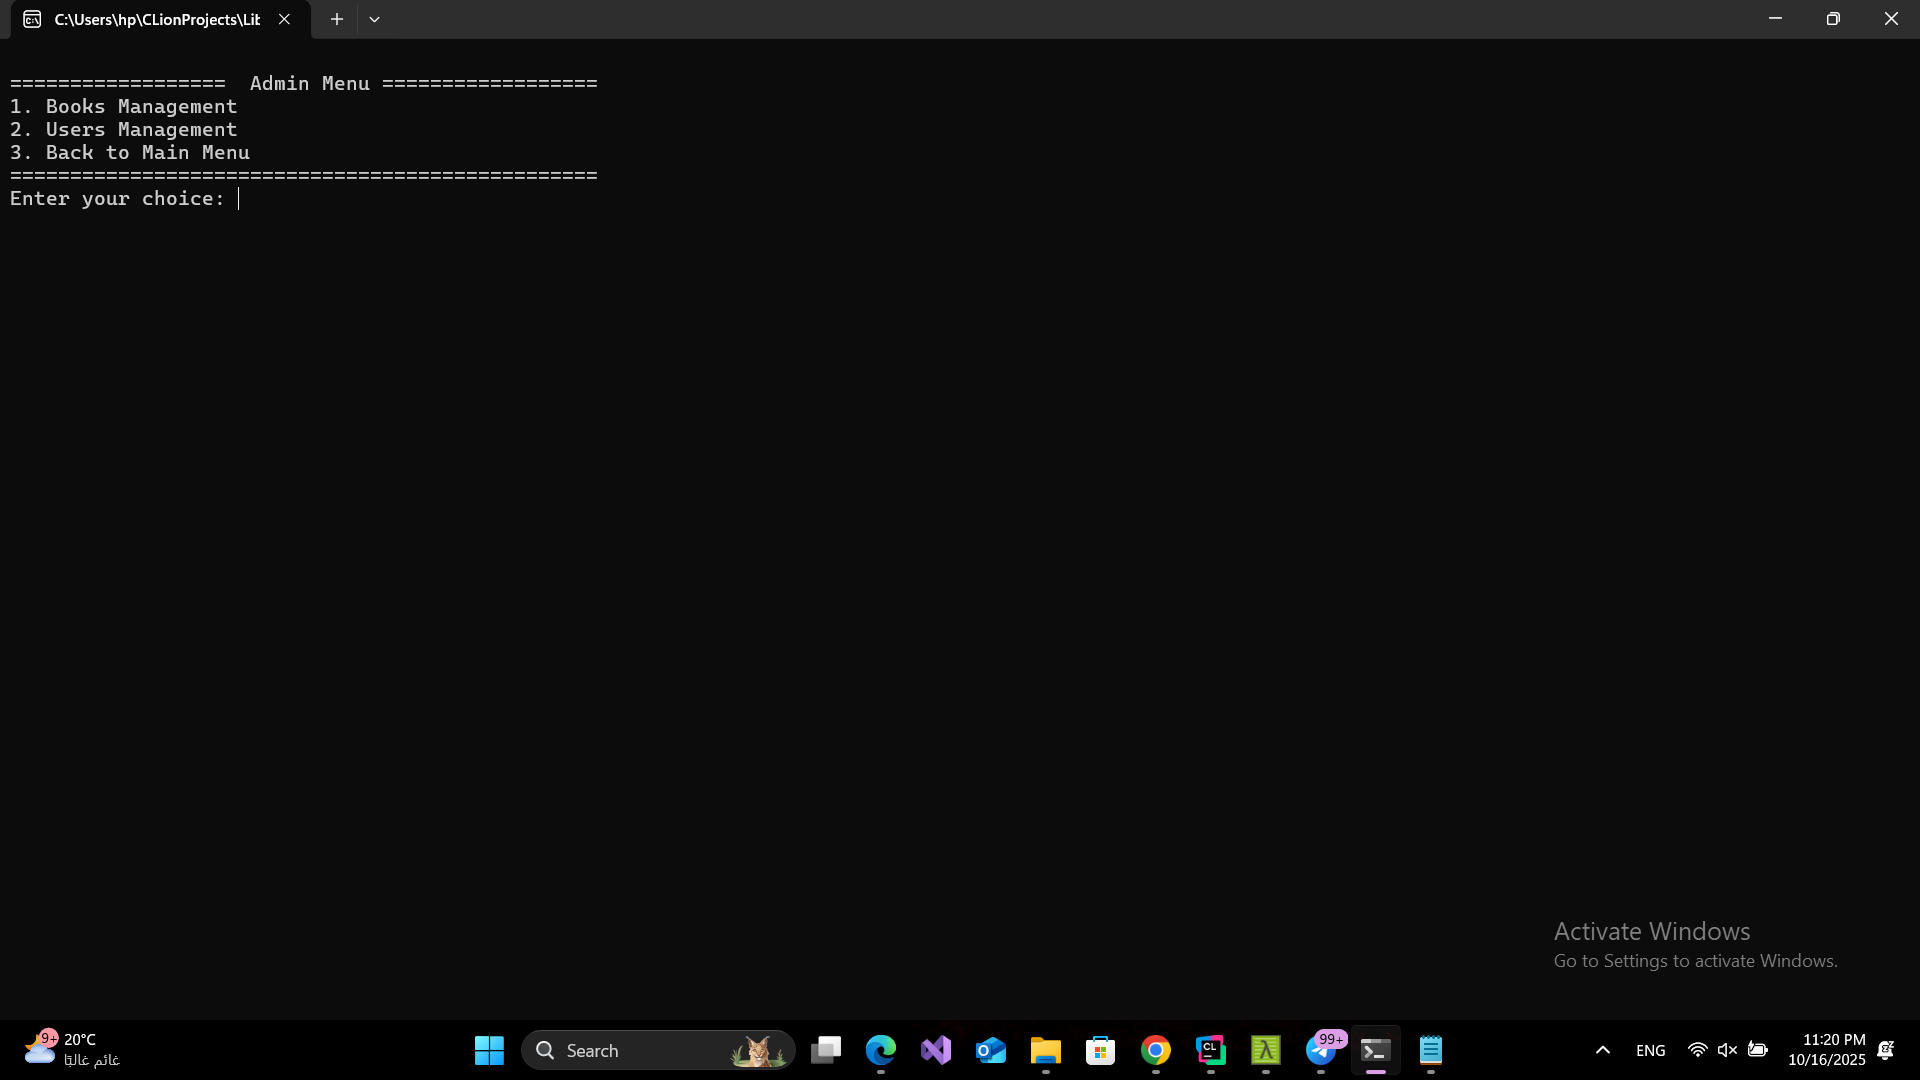 C:\Users\hp\CLionProjects\Lib
==================  Admin Menu ==================
1. Books Management
2. Users Management
3. Back to Main Menu
=================================================
Enter your choice:
Activate Windows
Go to Settings to activate Windows.
9+
20°C
غائم غالبًا
Search
CL
99+
ENG
11:20 PM
10/16/2025